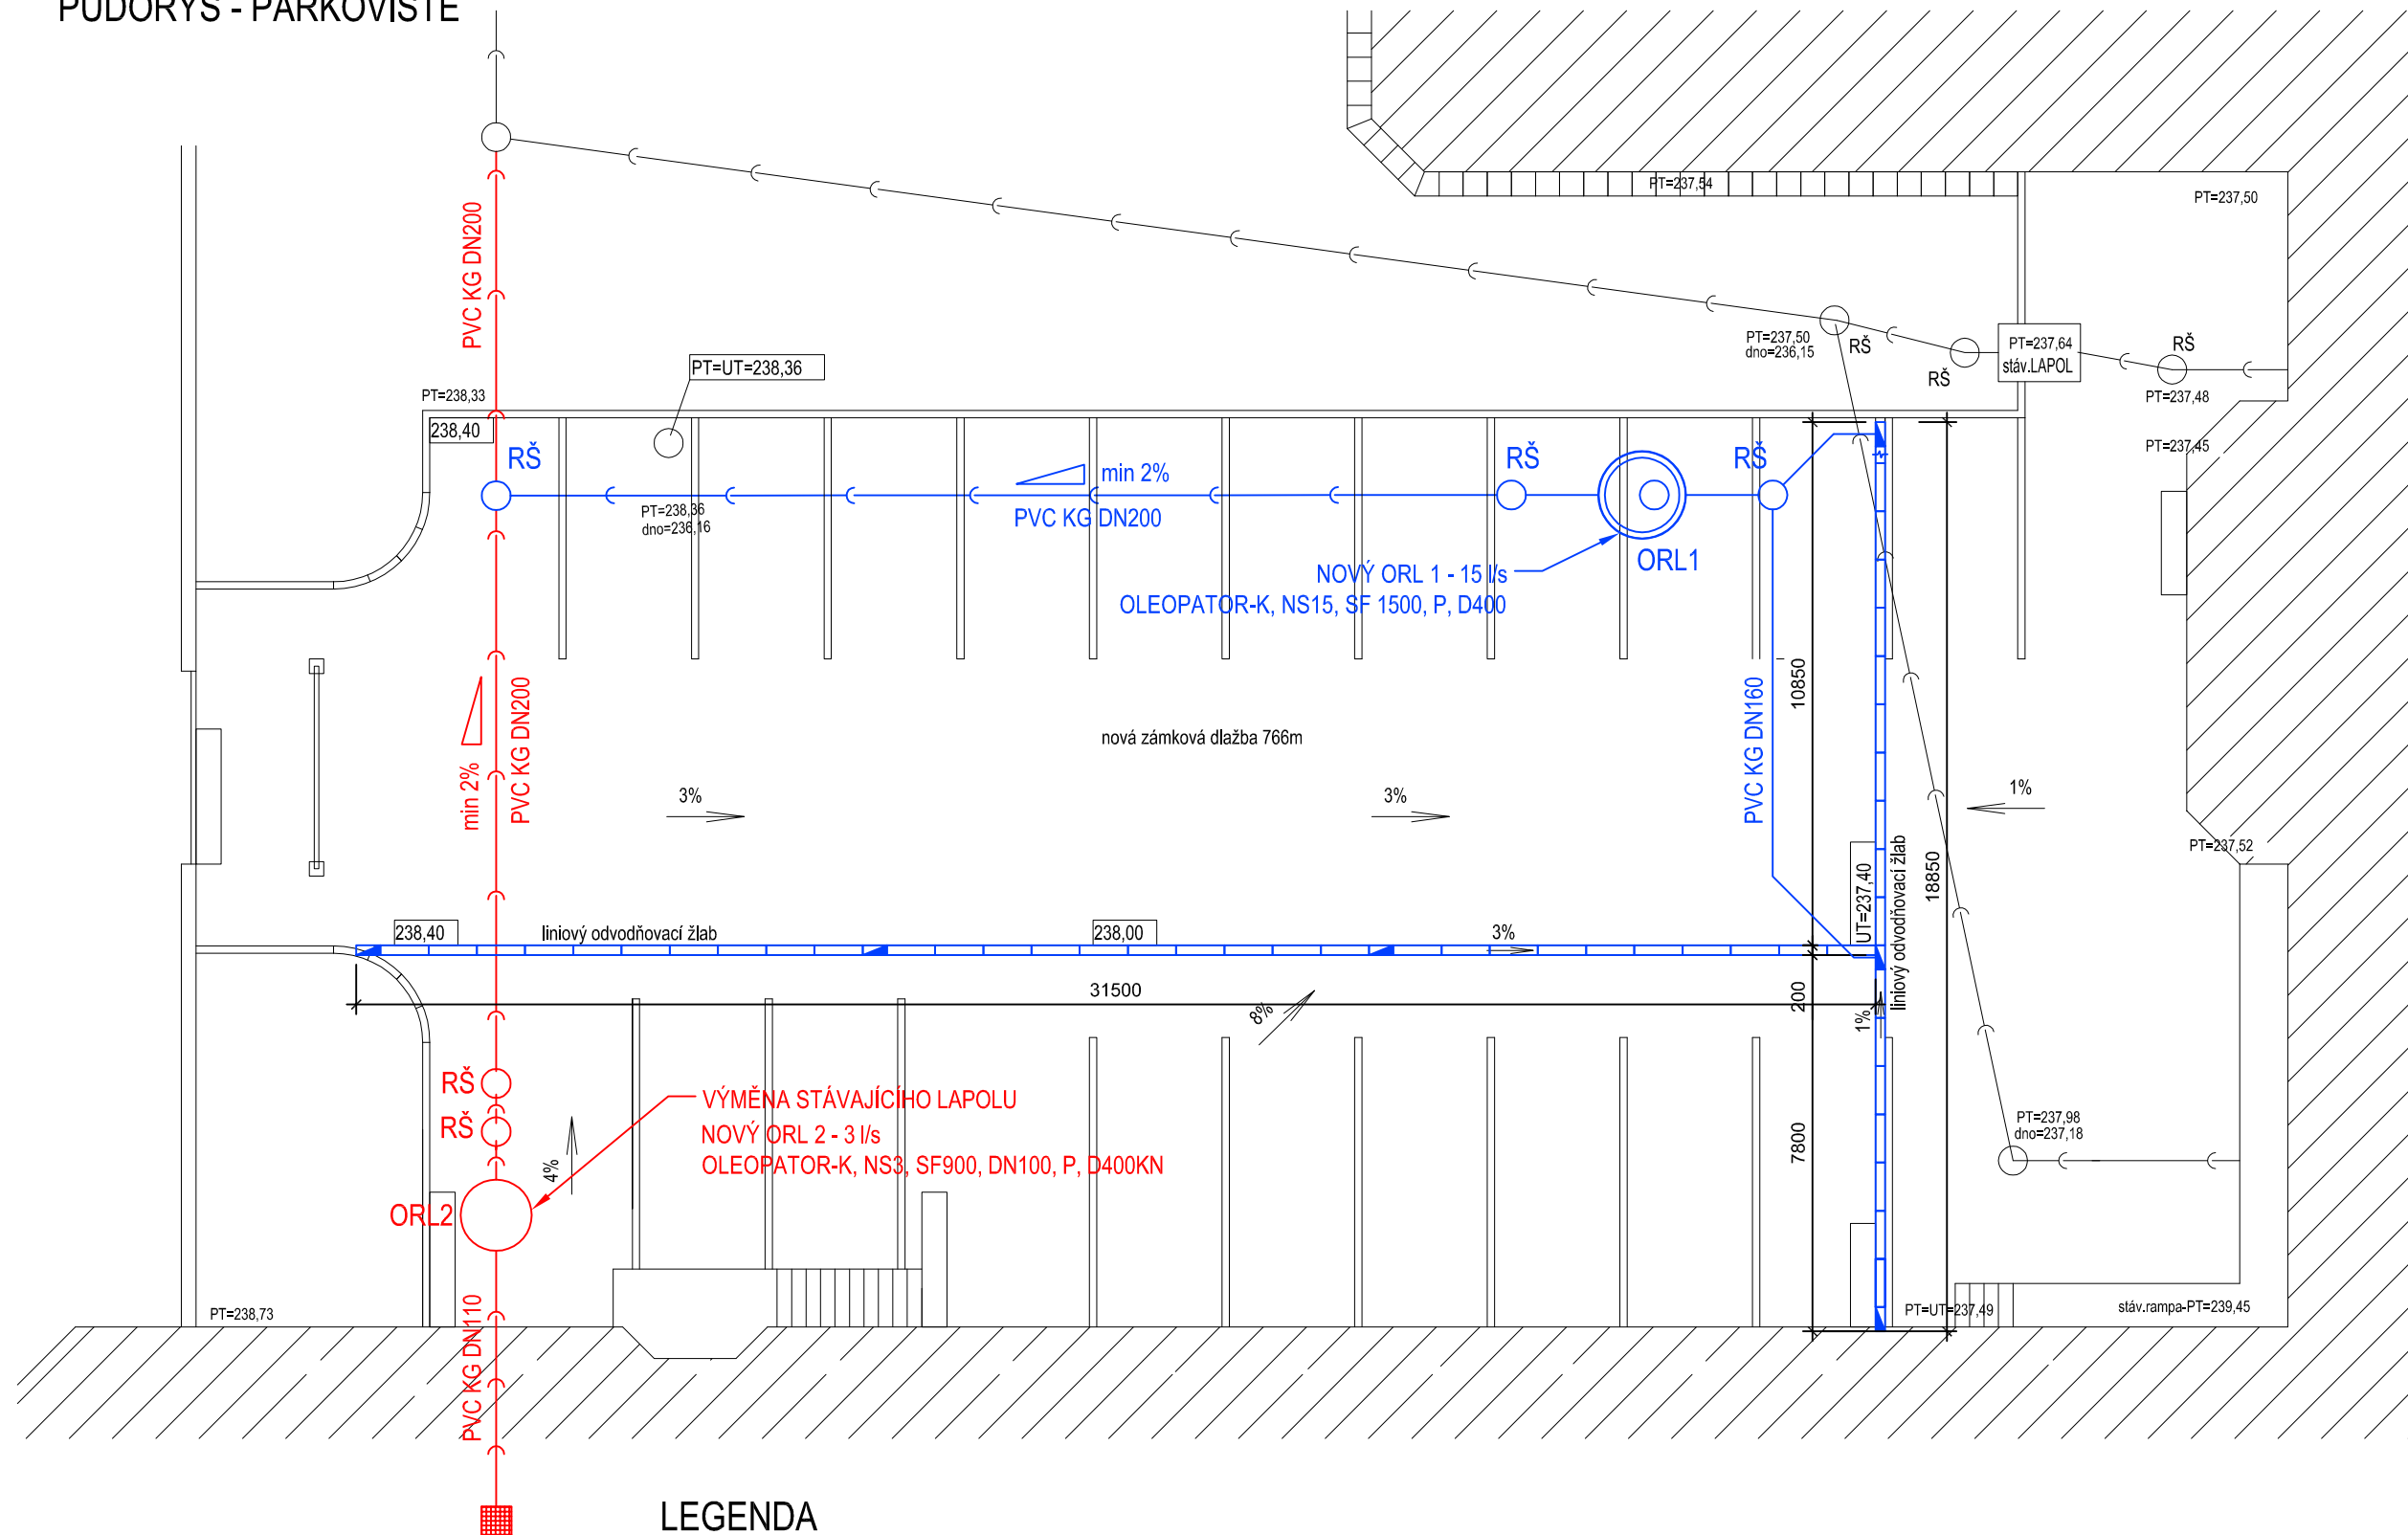 PŮDORYS - PARKOVIŠTĚ
PT=237,54
PT=237,50
PVC KG DN200
PT=237,50
dno=236,15
RŠ
RŠ
PT=237,64
stáv.LAPOL
RŠ
PT=237,48
PT=UT=238,36
PT=238,33
238,40
RŠ
min 2%
PVC KG DN200
PT=238,36
dno=236,16
RŠ
RŠ
PT=237,45
ORL1
NOVÝ ORL 1 - 15 l/s
OLEOPATOR-K, NS15, SF 1500, P, D400
min 2%
PVC KG DN200
nová zámková dlažba 766m
10850
PVC KG DN160
3%
3%
1%
PT=237,52
UT=237,40
liniový odvodňovací žlab
18850
238,40
liniový odvodňovací žlab
238,00
3%
31500
8%
200
1%
RŠ
RŠ
VÝMĚNA STÁVAJÍCÍHO LAPOLU
NOVÝ ORL 2 - 3 l/s
OLEOPATOR-K, NS3, SF900, DN100, P, D400KN
4%
ORL2
7800
PT=237,98
dno=237,18
PT=238,73
PVC KG DN110
PT=UT=237,49
stáv.rampa-PT=239,45
LEGENDA